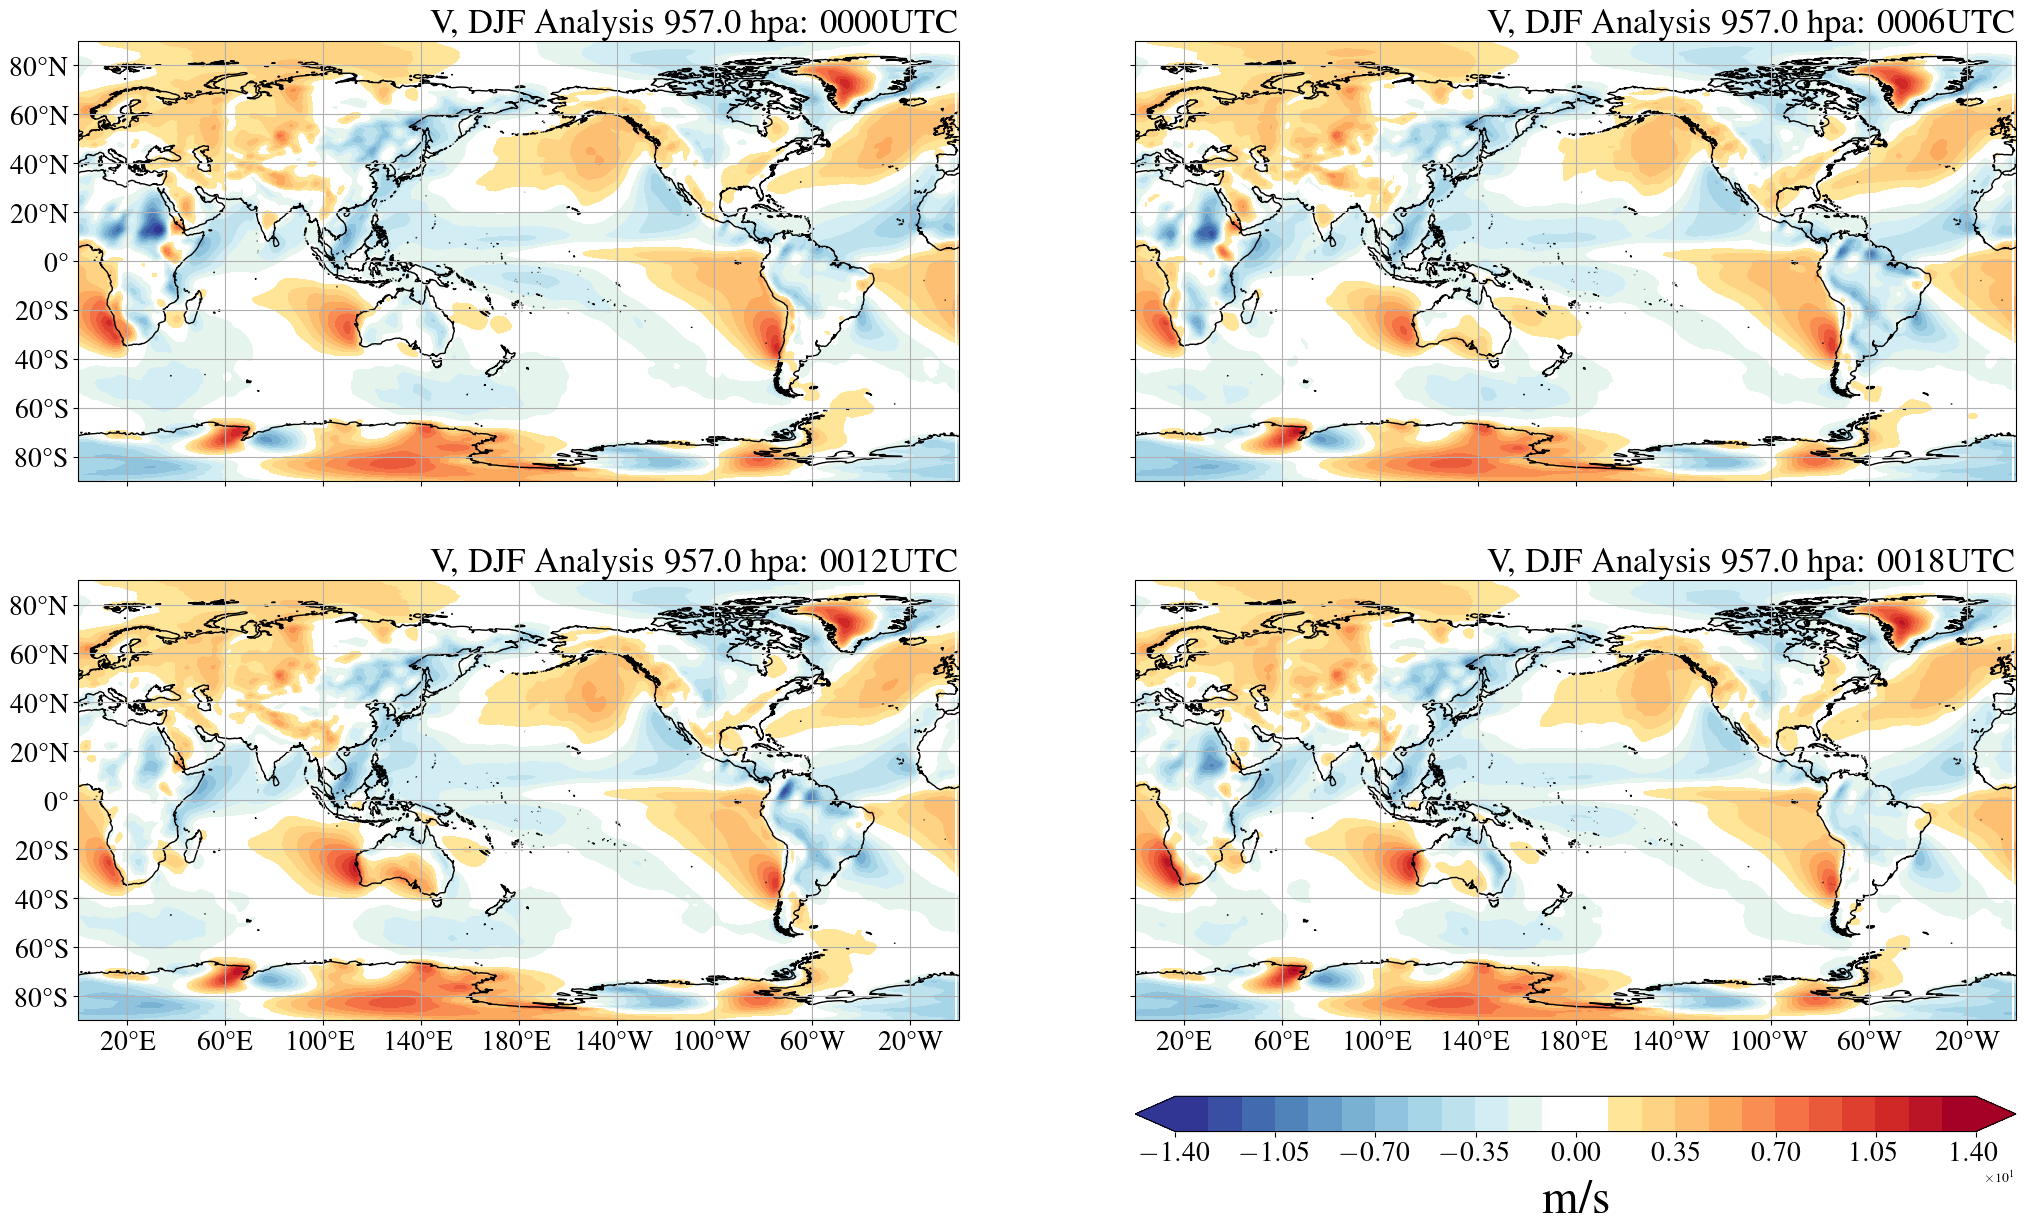 V, DJF Analysis 957.0 hpa: 0000UTC
V, DJF Analysis 957.0 hpa: 0006UTC
80°N
60°N
40°N
20°N
0°
20°S
40°S
60°S
80°S
V, DJF Analysis 957.0 hpa: 0012UTC
V, DJF Analysis 957.0 hpa: 0018UTC
80°N
60°N
40°N
20°N
0°
20°S
40°S
60°S
80°S
20°E 60°E 100°E 140°E 180°E 140°W 100°W 60°W 20°W
20°E 60°E 100°E 140°E 180°E 140°W 100°W 60°W 20°W
−1.40 −1.05 −0.70 −0.35 0.00 0.35 0.70 1.05 1.40
×10¹
m/s